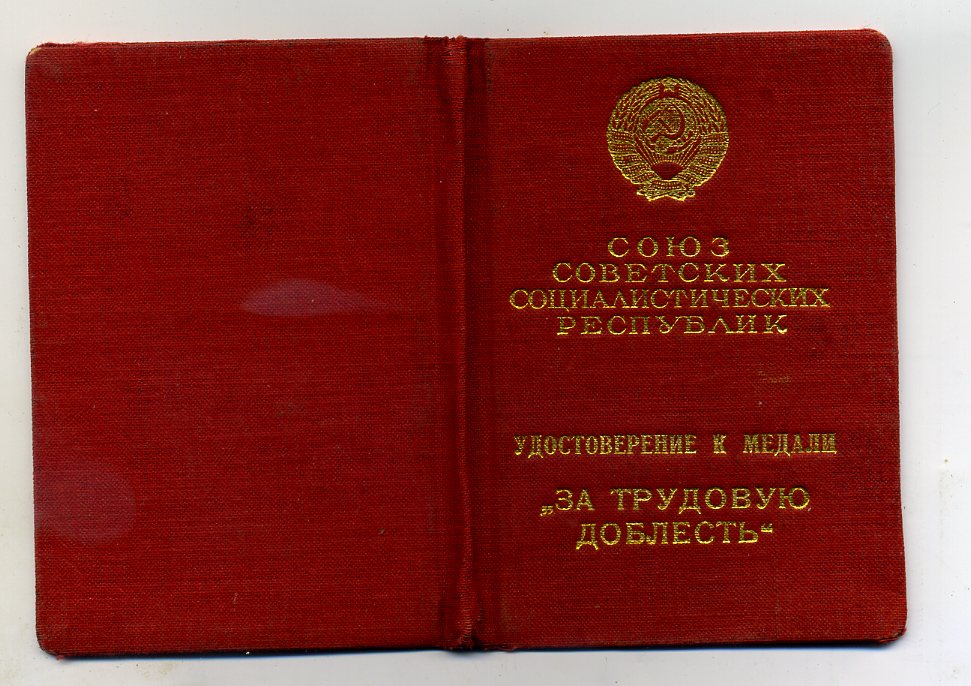 СОЮЗ
СОВЕТСКИХ
СОЦИАЛИСТИЧЕСКИХ
РЕСПУБЛИК
УДОСТОВЕРЕНИЕ К МЕДАЛИ
„ЗА ТРУДОВУЮ
ДОБЛЕСТЬ“